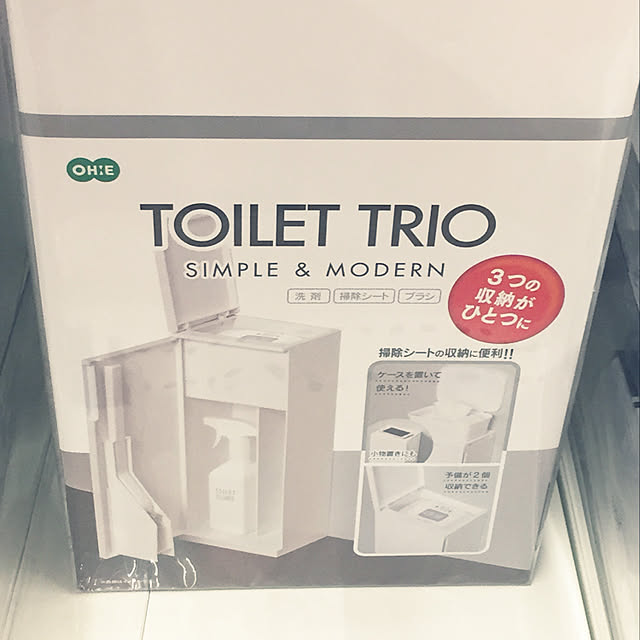 OH:E
TOILET TRIO
SIMPLE & MODERN
洗剤 掃除シート ブラシ
3つの
収納が
ひとつに
掃除シートの収納に便利!!
ケースを置いて
使える!
小物置きにも
予備が2個
収納できる
TOILET
CLEANER